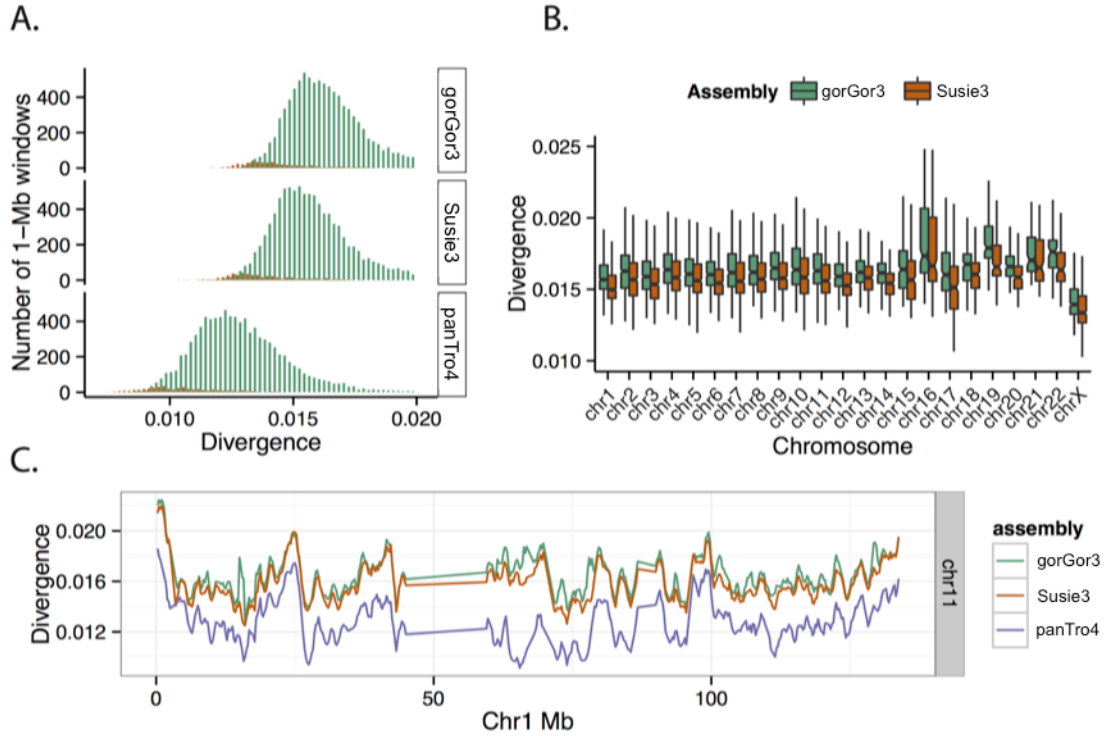 A.
Number of 1−Mb windows
400
200
0
gorGor3
400
200
0
Susie3
400
200
0
panTro4
0.010
0.015
0.020
Divergence
B.
Assembly
gorGor3
Susie3
Divergence
0.025
0.020
0.015
0.010
chr1
chr2
chr3
chr4
chr5
chr6
chr7
chr8
chr9
chr10
chr11
chr12
chr13
chr14
chr15
chr16
chr17
chr18
chr19
chr20
chr21
chr22
chrX
Chromosome
C.
Divergence
0.020
0.016
0.012
0
50
100
Chr1 Mb
chr11
assembly
gorGor3
Susie3
panTro4